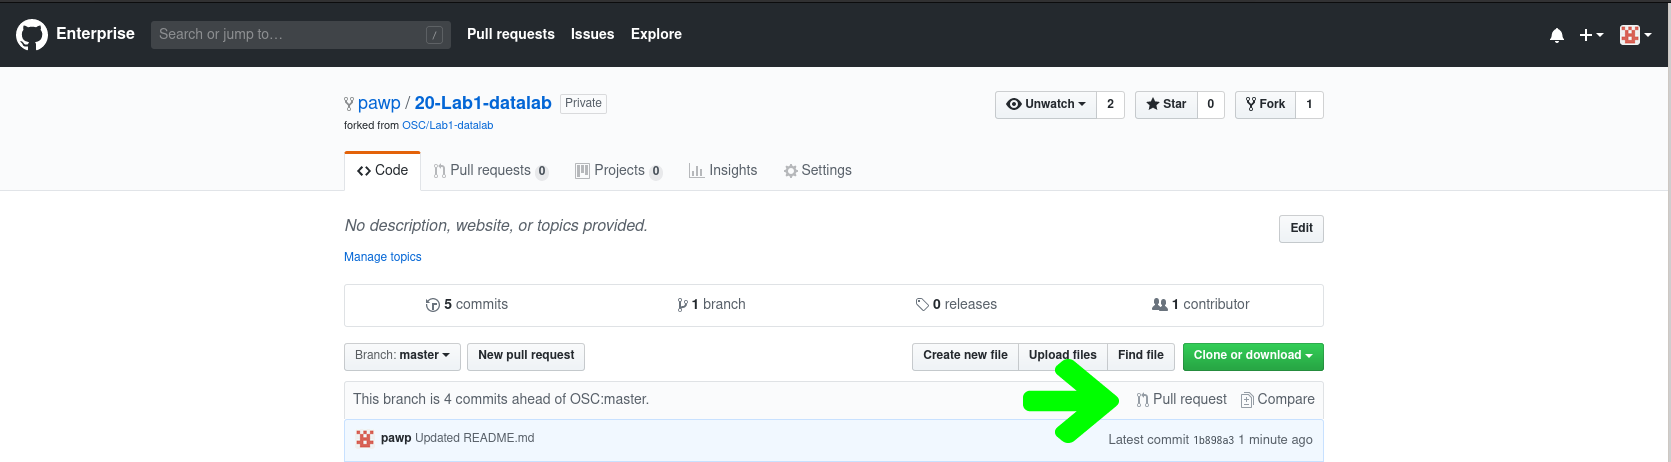 Enterprise Search or jump to... / Pull requests Issues Explore
pawp / 20-Lab1-datalab Private Unwatch 2 Star 0 Fork 1
forked from OSC/Lab1-datalab
Code Pull requests 0 Projects 0 Insights Settings
No description, website, or topics provided. Edit
Manage topics
5 commits 1 branch 0 releases 1 contributor
Branch: master New pull request Create new file Upload files Find file Clone or download
This branch is 4 commits ahead of OSC:master. Pull request Compare
pawp Updated README.md Latest commit 1b898a3 1 minute ago